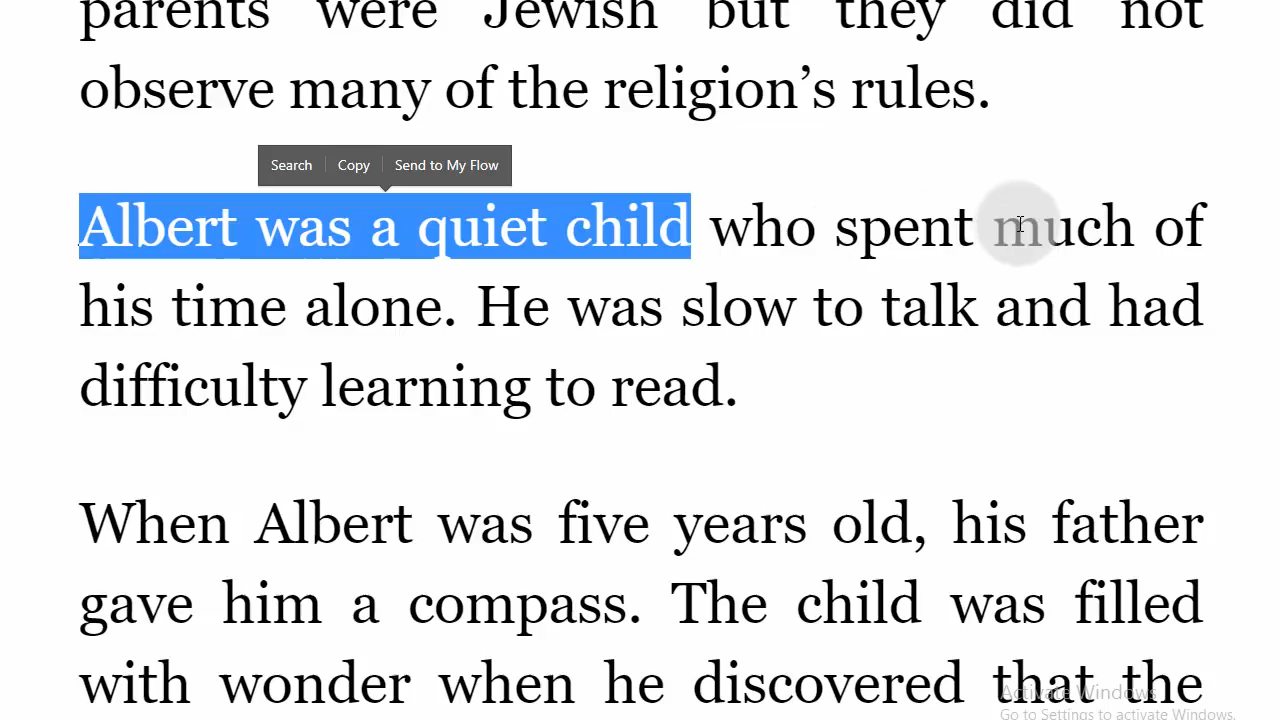 parents were Jewish but they did not
observe many of the religion’s rules.
Search Copy Send to My Flow
Albert was a quiet child who spent much of
his time alone. He was slow to talk and had
difficulty learning to read.
When Albert was five years old, his father
gave him a compass. The child was filled
with wonder when he discovered that the
Activate Windows
Go to Settings to activate Windows.